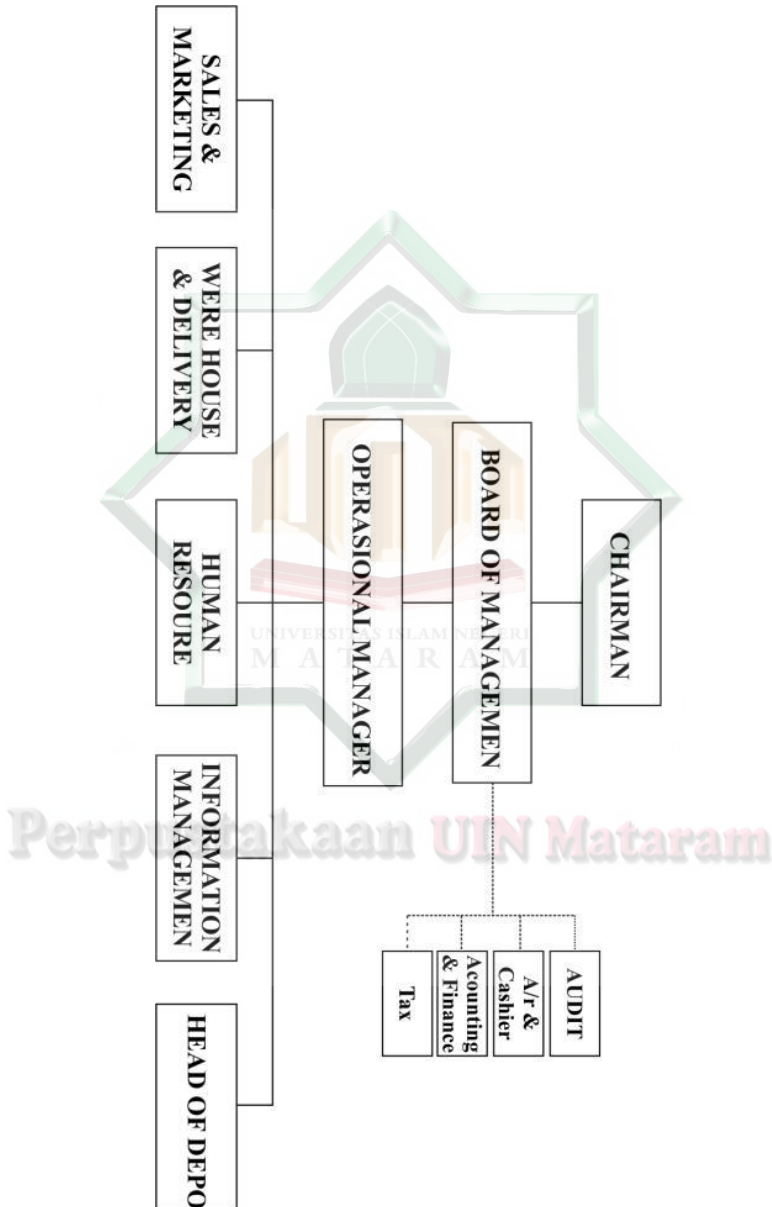 CHAIRMAN
BOARD OF MANAGEMEN
AUDIT
A/r &
Cashier
Acounting
& Finance
Tax
OPERASIONAL MANAGER
SALES &
MARKETING
WERE HOUSE
& DELIVERY
HUMAN
RESOURE
INFORMATION
MANAGEMEN
HEAD OF DEPO
UNIVERSITAS ISLAM NEGERI
MATARAM
Perpustakaan UIN Mataram